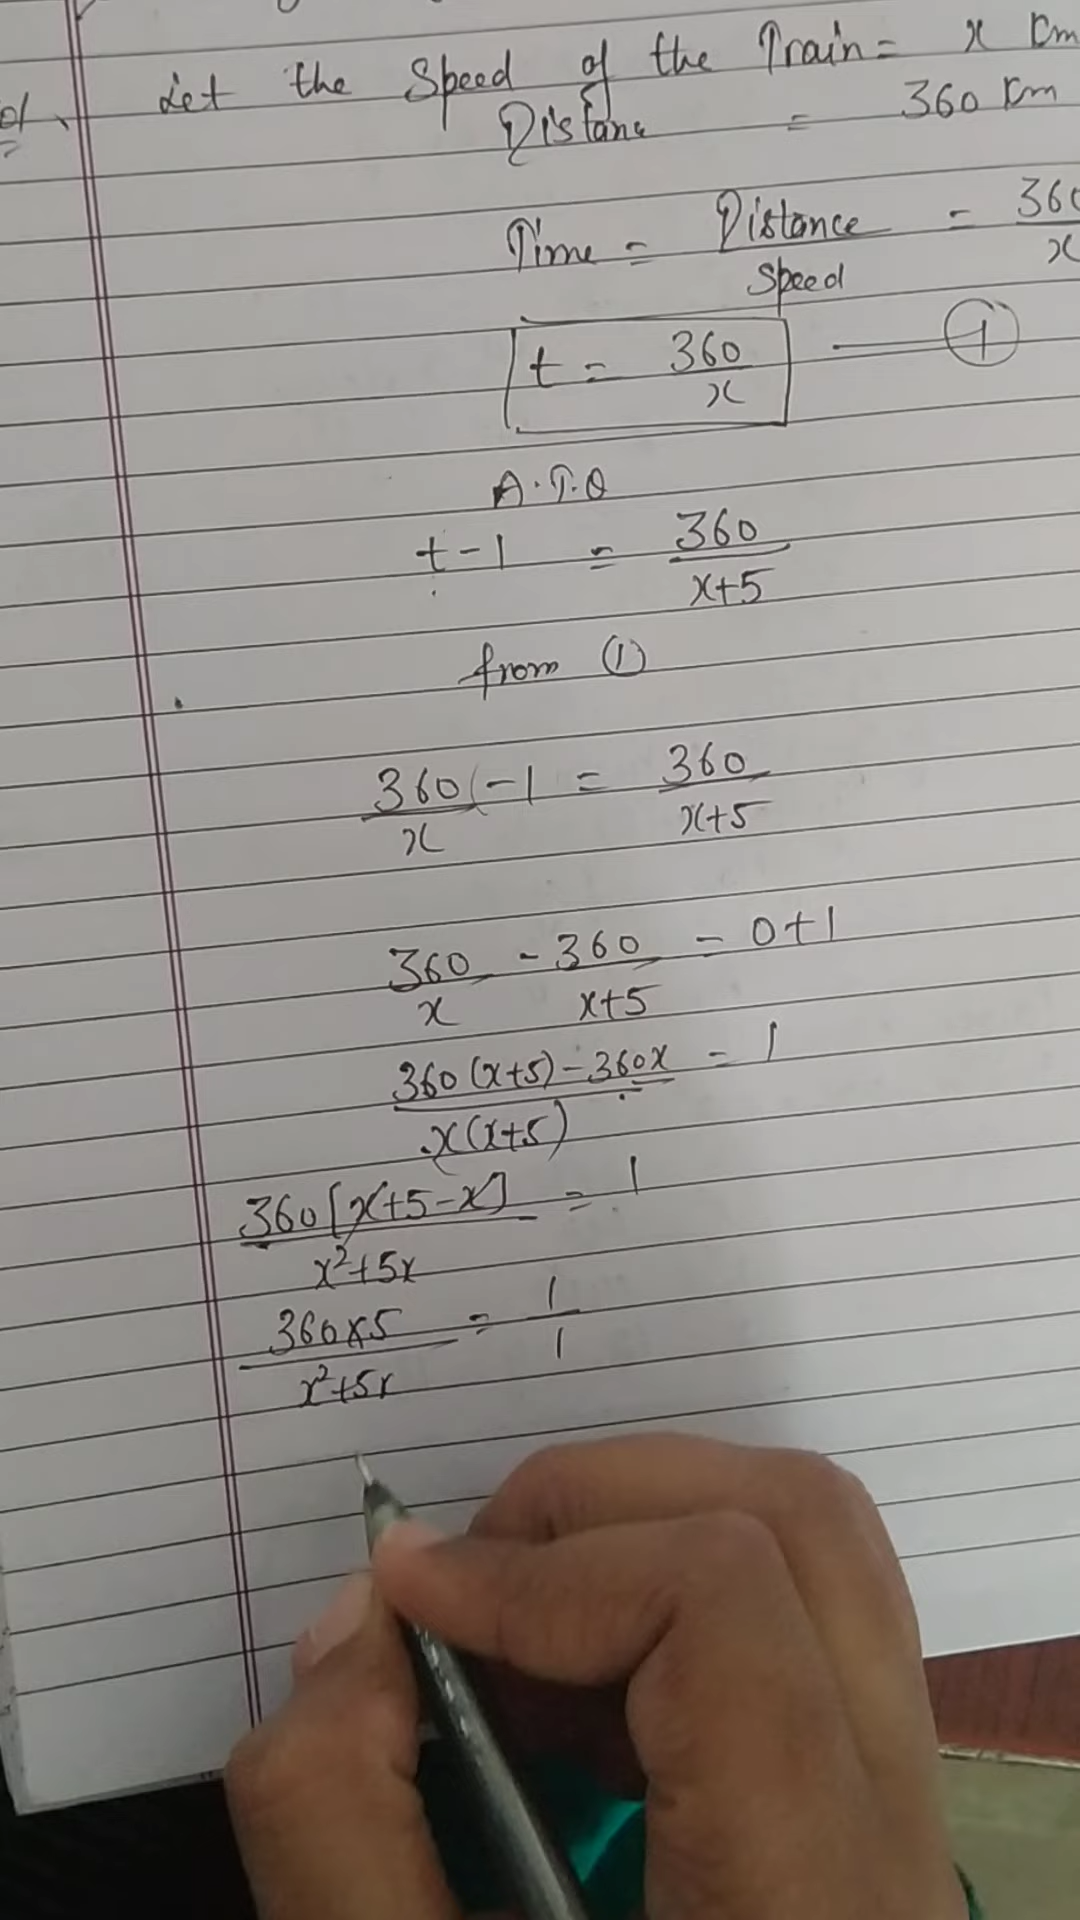 Let the Speed of the Train = x Km
Distanc = 360 Km
Time = Distance / Speed = 360 / x
t = 360 / x — ①
A.T.Q
t - 1 = 360 / x+5
from ①
360 / x - 1 = 360 / x+5
360 / x - 360 / x+5 = 0+1
360(x+5) - 360x / x(x+5) = 1
360[x+5-x] / x²+5x = 1
360×5 / x²+5x = 1 / 1